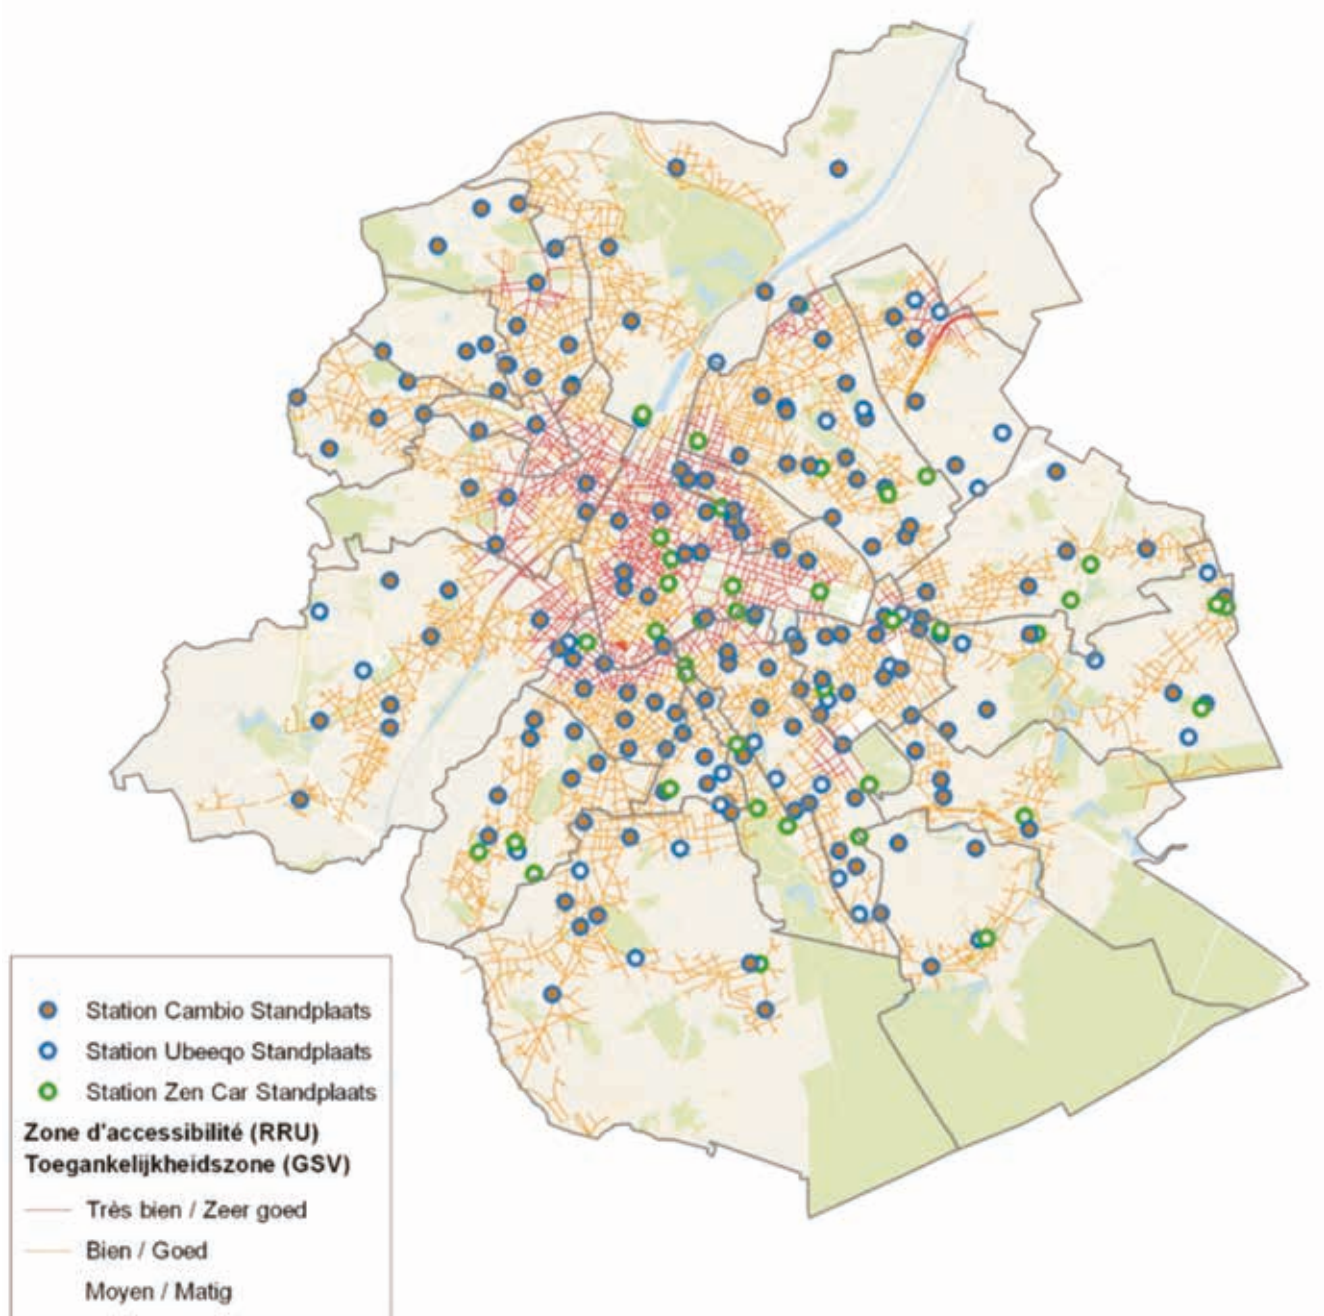 Station Cambio Standplaats
Station Ubeeqo Standplaats
Station Zen Car Standplaats
Zone d'accessibilité (RRU)
Toegankelijkheidszone (GSV)
Très bien / Zeer goed
Bien / Goed
Moyen / Matig